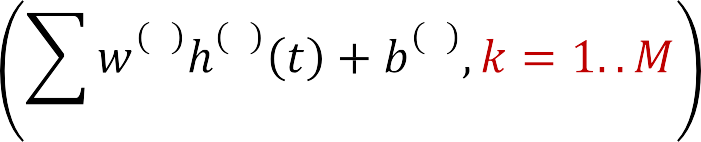 (∑ w^( ) h^( )(t) + b^( ), k = 1..M)